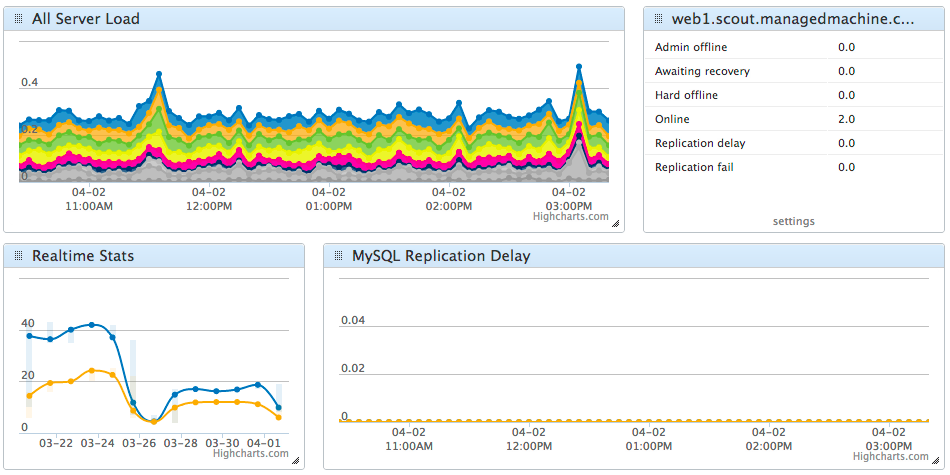 All Server Load
0.4
0.2
0
04-02 04-02 04-02 04-02 04-02
11:00AM 12:00PM 01:00PM 02:00PM 03:00PM
Highcharts.com
web1.scout.managedmachine.c...
Admin offline 0.0
Awaiting recovery 0.0
Hard offline 0.0
Online 2.0
Replication delay 0.0
Replication fail 0.0
settings
Realtime Stats
40
20
0
03-22 03-24 03-26 03-28 03-30 04-01
Highcharts.com
MySQL Replication Delay
0.04
0.02
0
04-02 04-02 04-02 04-02 04-02
11:00AM 12:00PM 01:00PM 02:00PM 03:00PM
Highcharts.com